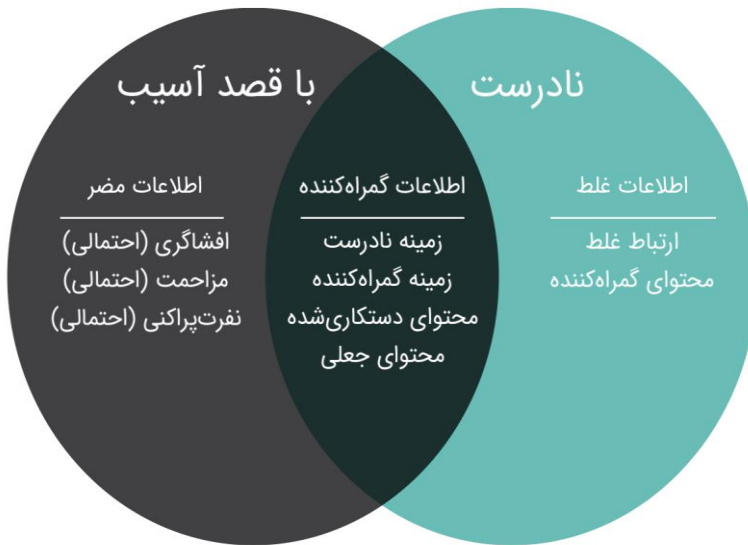 نادرست
با قصد آسیب
اطلاعات غلط
ارتباط غلط
محتوای گمراه‌کننده
اطلاعات گمراه‌کننده
زمینه نادرست
زمینه گمراه‌کننده
محتوای دستکاری‌شده
محتوای جعلی
اطلاعات مضر
افشاگری (احتمالی)
مزاحمت (احتمالی)
نفرت‌پراکنی (احتمالی)